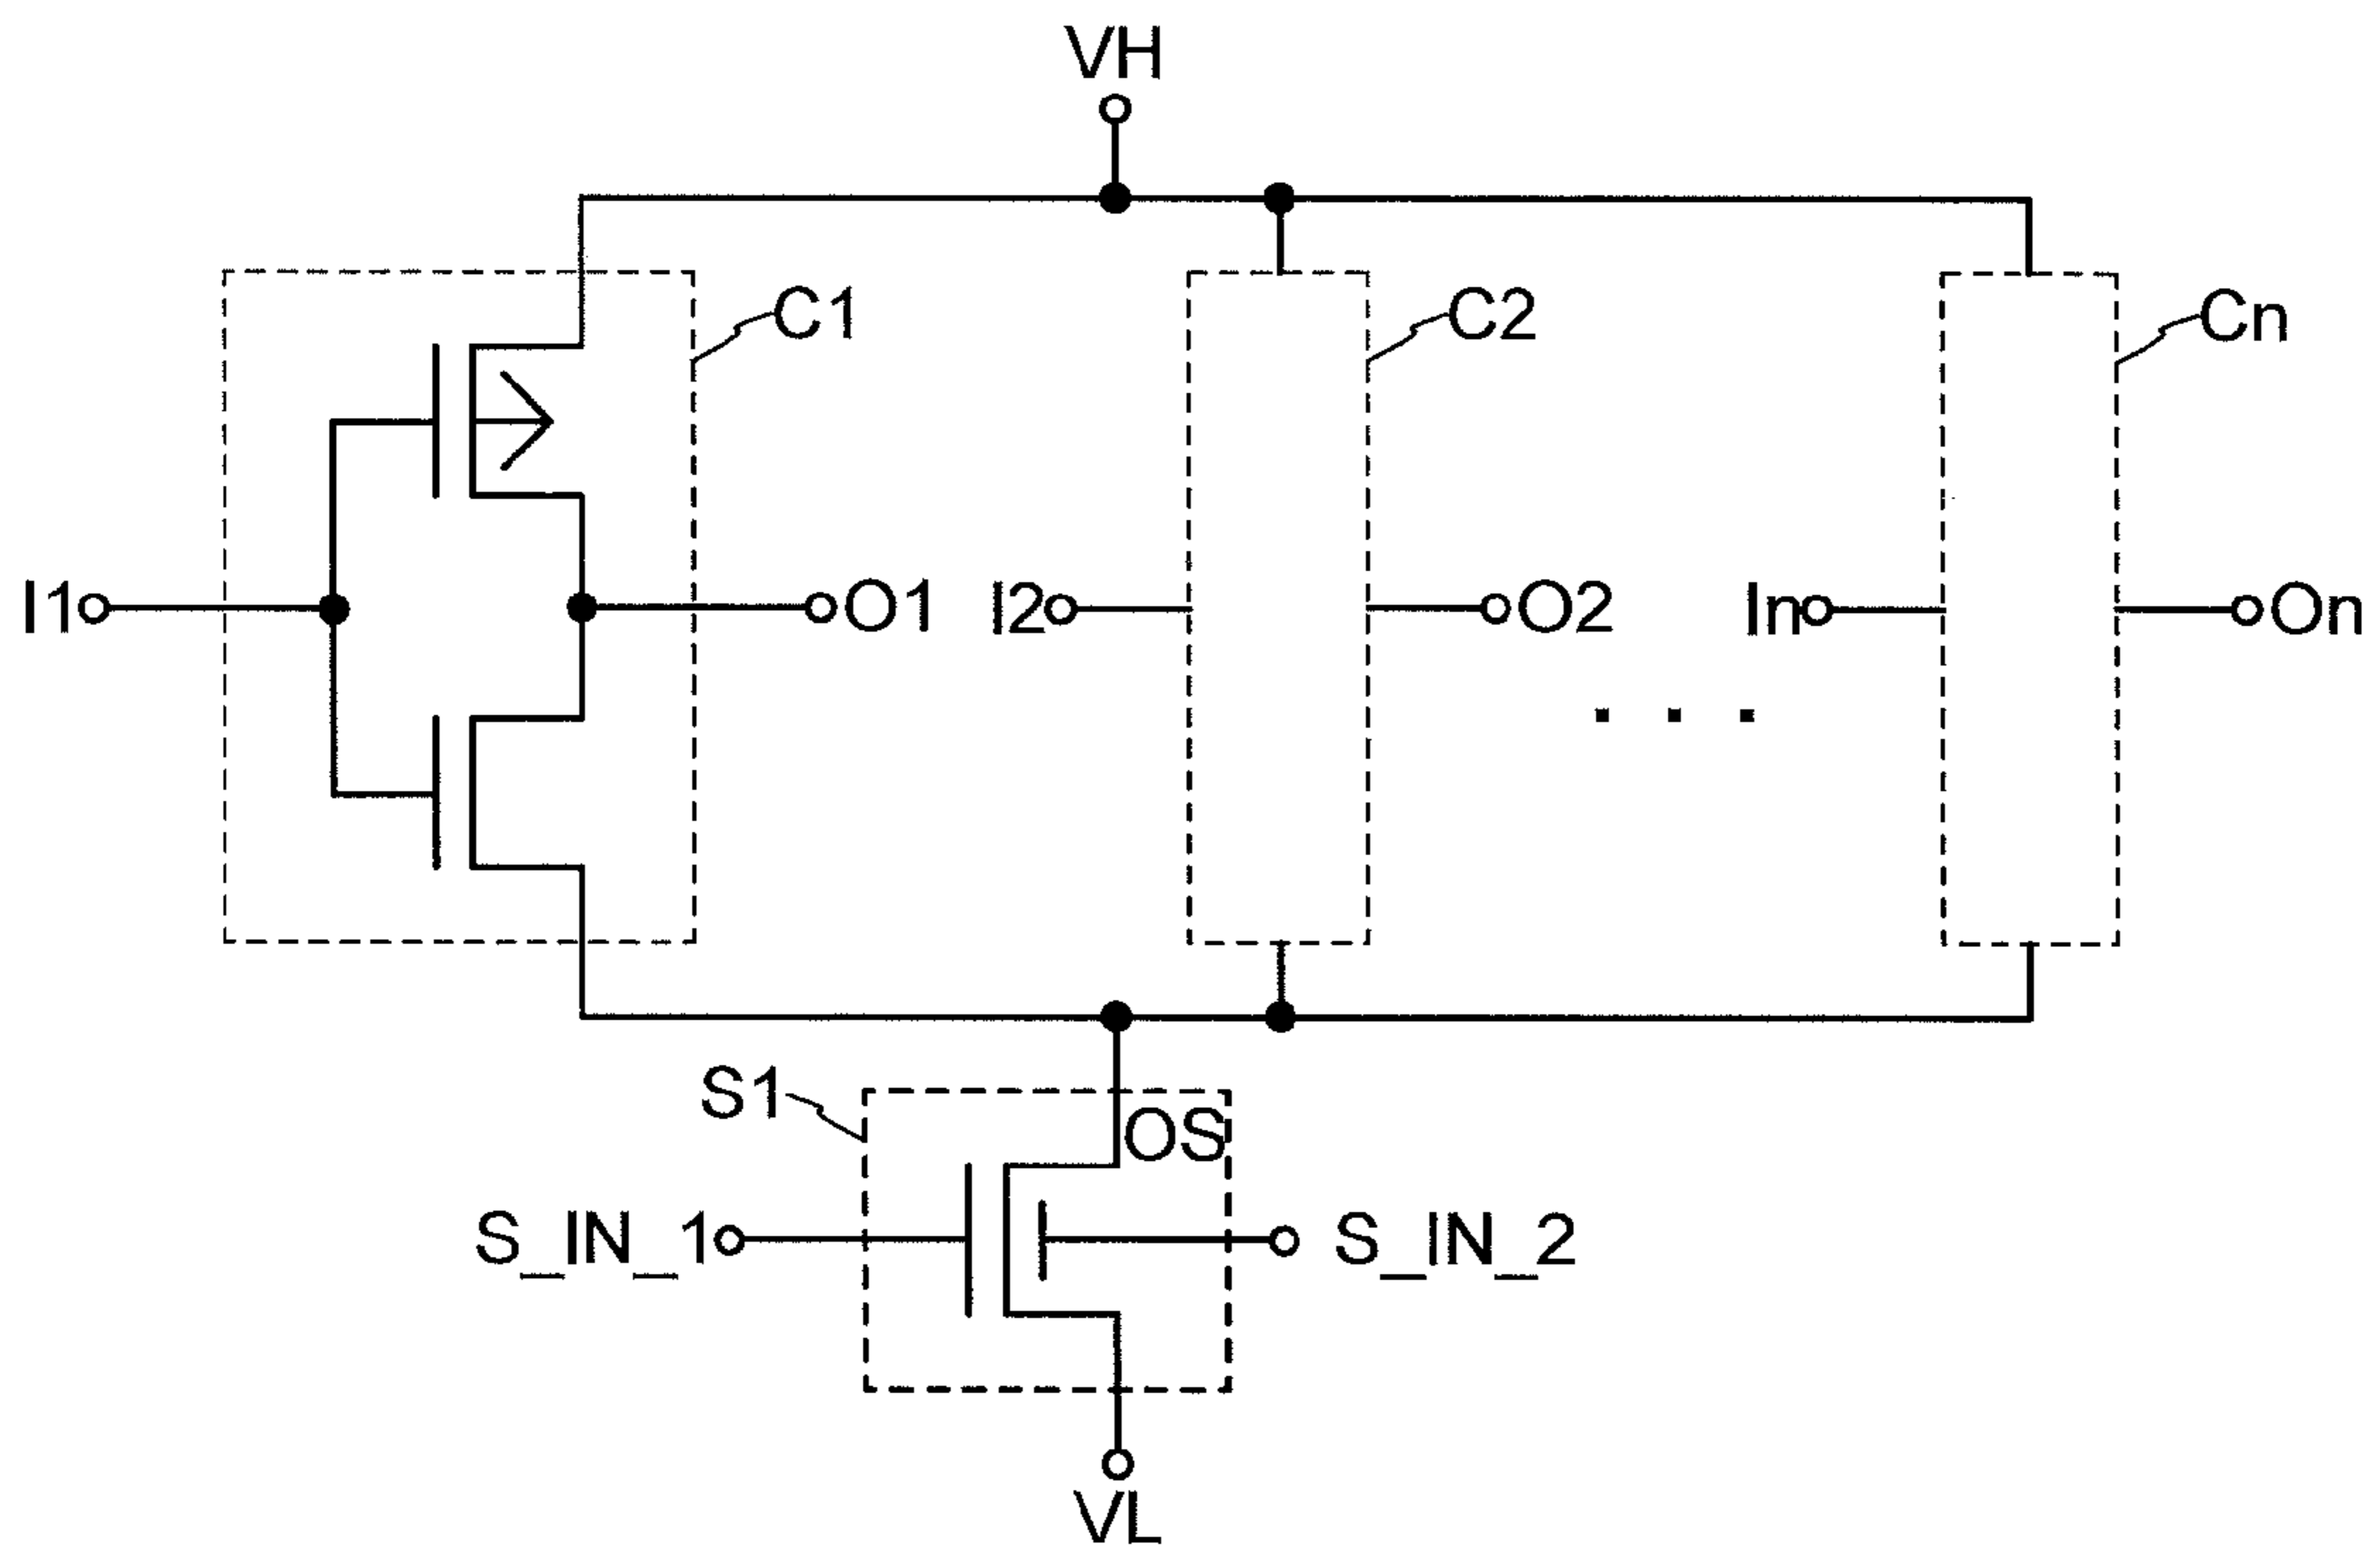 VH
C1
C2
Cn
I1
O1
I2
O2
In
On
. . .
S1
OS
S_IN_1
S_IN_2
VL